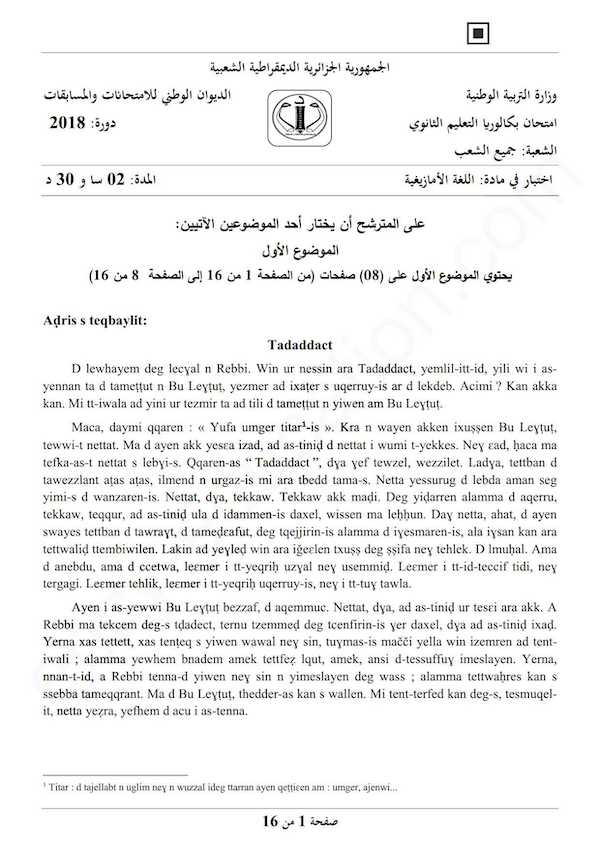 الجمهورية الجزائرية الديمقراطية الشعبية
وزارة التربية الوطنية
الديوان الوطني للامتحانات والمسابقات
امتحان بكالوريا التعليم الثانوي
دورة: 2018
الشعبة: جميع الشعب
اختبار في مادة: اللغة الأمازيغية
المدة: 02 سا و 30 د
على المترشح أن يختار أحد الموضوعين الآتيين:
الموضوع الأول
يحتوي الموضوع الأول على (08) صفحات (من الصفحة 1 من 16 إلى الصفحة 8 من 16)
Aḍris s teqbaylit:
Tadaddact
D lewhayem deg lecɣal n Rebbi. Win ur nessin ara Tadaddact, yemlil-itt-id, yili wi i as-
yennan ta d tameṭṭut n Bu Leɣṭuṭ, yezmer ad ixaṭer s uqerruy-is ar d lekdeb. Acimi ? Kan akka
kan. Mi tt-iwala ad yini ur tezmir ta ad tili d tameṭṭut n yiwen am Bu Leɣṭuṭ.
Maca, daymi qqaren : « Yufa umger titar¹-is ». Kra n wayen akken ixuṣṣen Bu Leɣṭuṭ,
tewwi-t nettat. Ma d ayen akk yesɛa izad, ad as-tiniḍ d nettat i wumi t-yekkes. Neɣ ɛad, ḥaca ma
tefka-as-t nettat s lebɣi-s. Qqaren-as “ Tadaddact ”, dɣa ɣef tewzel, wezzilet. Ladɣa, tettban d
tawezzlant aṭas aṭas, ilmend n urgaz-is mi ara tbedd tama-s. Netta yessurug d lebda aman seg
yimi-s d wanzaren-is. Nettat, dɣa, tekkaw. Tekkaw akk maḍi. Deg yiḍarren alamma d aqerru,
tekkaw, teqqur, ad as-tiniḍ ula d idammen-is daxel, wissen ma leḥḥun. Daɣ netta, ahat, d ayen
swayes tettban d tawraɣt, d tameḍɛafut, deg tqejjirin-is alamma d iɣesmaren-is, ala iɣsan kan ara
tettwaliḍ ttembiwilen. Lakin ad yeɣleḍ win ara iǧeɛlen txuṣṣ deg ṣṣifa neɣ tehlek. D lmuḥal. Ama
d anebdu, ama d ccetwa, leɛmer i tt-yeqriḥ uzɣal neɣ usemmiḍ. Leɛmer i tt-id-teccif tidi, neɣ
tergagi. Leɛmer tehlik, leɛmer i tt-yeqriḥ uqerruy-is, neɣ i tt-tuɣ tawla.
Ayen i as-yewwi Bu Leɣṭuṭ bezzaf, d aqemmuc. Nettat, dɣa, ad as-tiniḍ ur tesɛi ara akk. A
Rebbi ma tekcem deg-s tḍadect, ternu tzemmeḍ deg tcenfirin-is ɣer daxel, dɣa ad as-tiniḍ ixaḍ.
Yerna xas tettett, xas tenṭeq s yiwen wawal neɣ sin, tuɣmas-is mačči yella win izemren ad tent-
iwali ; alamma yewhem bnadem amek tettfeẓ lqut, amek, ansi d-tessuffuɣ imeslayen. Yerna,
nnan-t-id, a Rebbi tenna-d yiwen neɣ sin n yimeslayen deg wass ; alamma tettwaḥres kan s
ssebba tameqqrant. Ma d Bu Leɣṭuṭ, thedder-as kan s wallen. Mi tent-terfed kan deg-s, tesmuqel-
it, netta yeẓra, yefhem d acu i as-tenna.
¹ Titar : d tajellabt n uglim neɣ n wuzzal ideg ttarran ayen qeṭṭiɛen am : umger, ajenwi...
صفحة 1 من 16